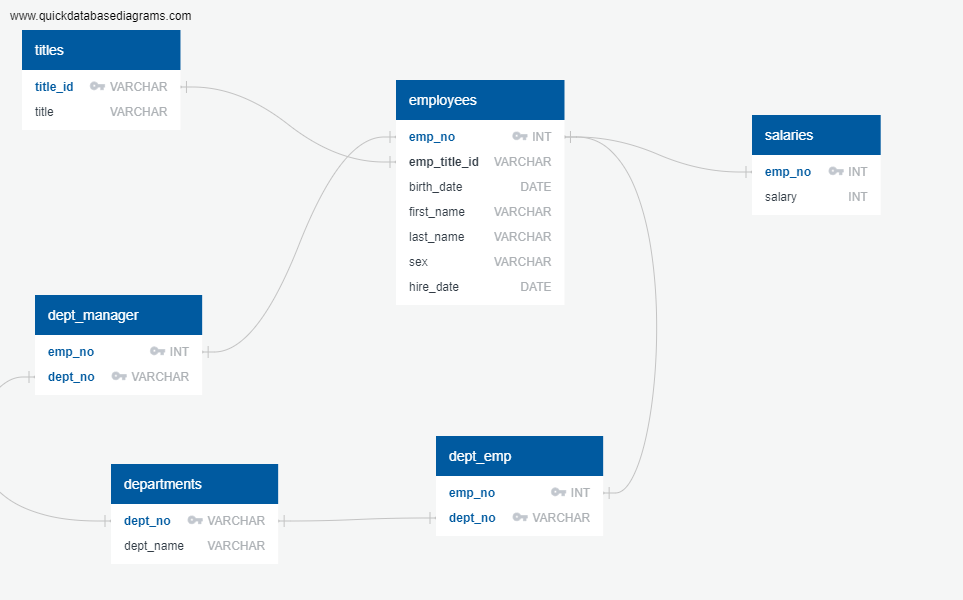 www.quickdatabasediagrams.com
titles
title_id VARCHAR
title VARCHAR
employees
emp_no INT
emp_title_id VARCHAR
birth_date DATE
first_name VARCHAR
last_name VARCHAR
sex VARCHAR
hire_date DATE
salaries
emp_no INT
salary INT
dept_manager
emp_no INT
dept_no VARCHAR
departments
dept_no VARCHAR
dept_name VARCHAR
dept_emp
emp_no INT
dept_no VARCHAR